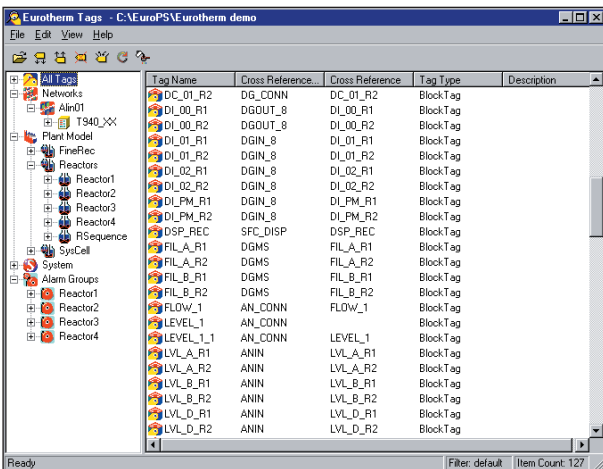 Eurotherm Tags - C:\EuroPS\Eurotherm demo
File Edit View Help
All Tags
Networks
Alin01
T940_XX
Plant Model
FineRec
Reactors
Reactor1
Reactor2
Reactor3
Reactor4
RSequence
SysCell
System
Alarm Groups
Reactor1
Reactor2
Reactor3
Reactor4
Tag Name Cross Reference... Cross Reference Tag Type Description
DC_01_R2 DG_CONN DC_01_R2 BlockTag
DI_00_R1 DGOUT_8 DI_00_R1 BlockTag
DI_00_R2 DGOUT_8 DI_00_R2 BlockTag
DI_01_R1 DGIN_8 DI_01_R1 BlockTag
DI_01_R2 DGIN_8 DI_01_R2 BlockTag
DI_02_R1 DGIN_8 DI_02_R1 BlockTag
DI_02_R2 DGIN_8 DI_02_R2 BlockTag
DI_PM_R1 DGIN_8 DI_PM_R1 BlockTag
DI_PM_R2 DGIN_8 DI_PM_R2 BlockTag
DSP_REC SFC_DISP DSP_REC BlockTag
FIL_A_R1 DGMS FIL_A_R1 BlockTag
FIL_A_R2 DGMS FIL_A_R2 BlockTag
FIL_B_R1 DGMS FIL_B_R1 BlockTag
FIL_B_R2 DGMS FIL_B_R2 BlockTag
FLOW_1 AN_CONN FLOW_1 BlockTag
LEVEL_1 AN_CONN BlockTag
LEVEL_1_1 AN_CONN LEVEL_1 BlockTag
LVL_A_R1 ANIN LVL_A_R1 BlockTag
LVL_A_R2 ANIN LVL_A_R2 BlockTag
LVL_B_R1 ANIN LVL_B_R1 BlockTag
LVL_B_R2 ANIN LVL_B_R2 BlockTag
LVL_D_R1 ANIN LVL_D_R1 BlockTag
LVL_D_R2 ANIN LVL_D_R2 BlockTag
Ready Filter: default Item Count: 127